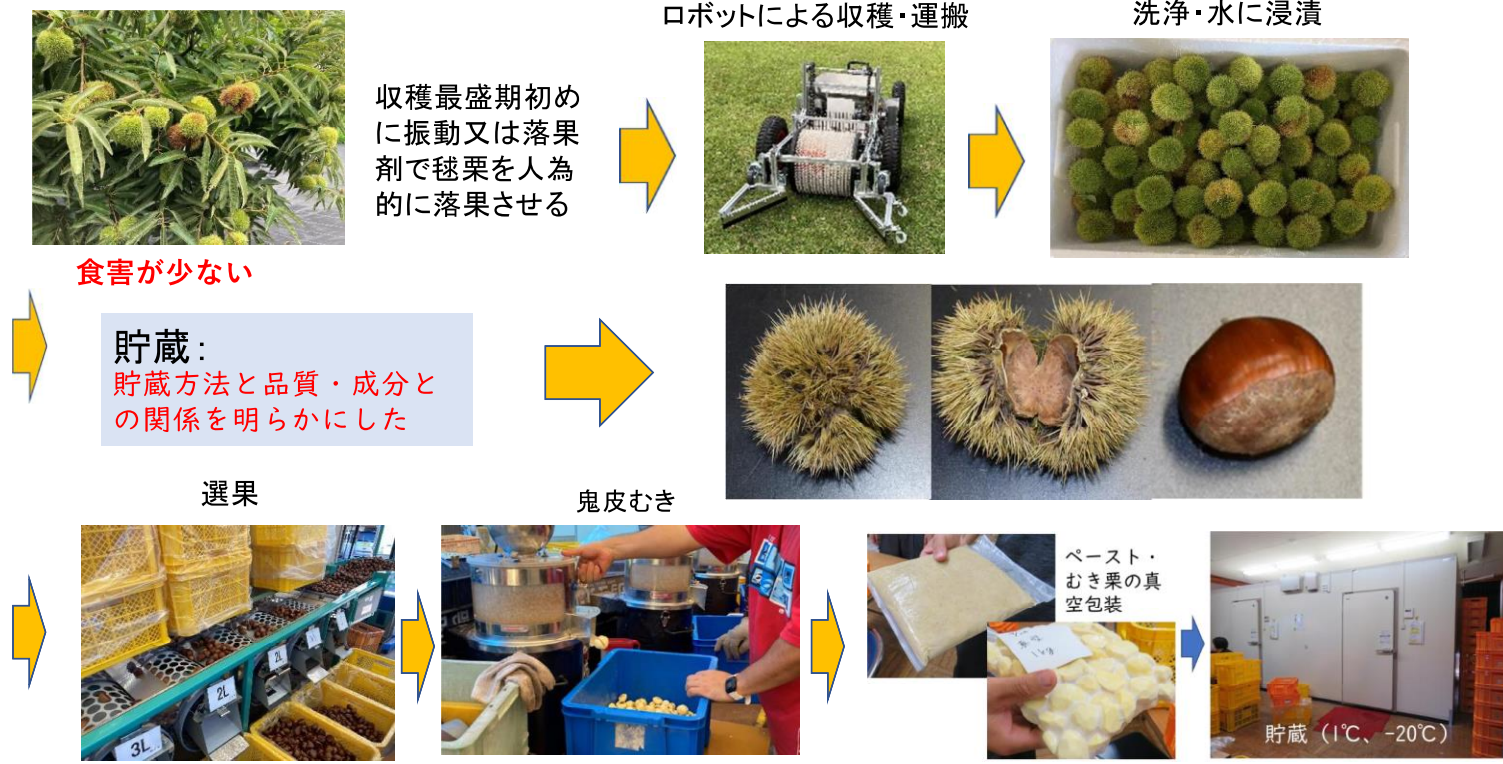 ロボットによる収穫・運搬
洗浄・水に浸漬
収穫最盛期初め
に振動又は落果
剤で毬栗を人為
的に落果させる
食害が少ない
貯蔵：
貯蔵方法と品質・成分と
の関係を明らかにした
選果
鬼皮むき
ペースト・
むき栗の真
空包装
2L
2L
3L
貯蔵（1℃、-20℃）